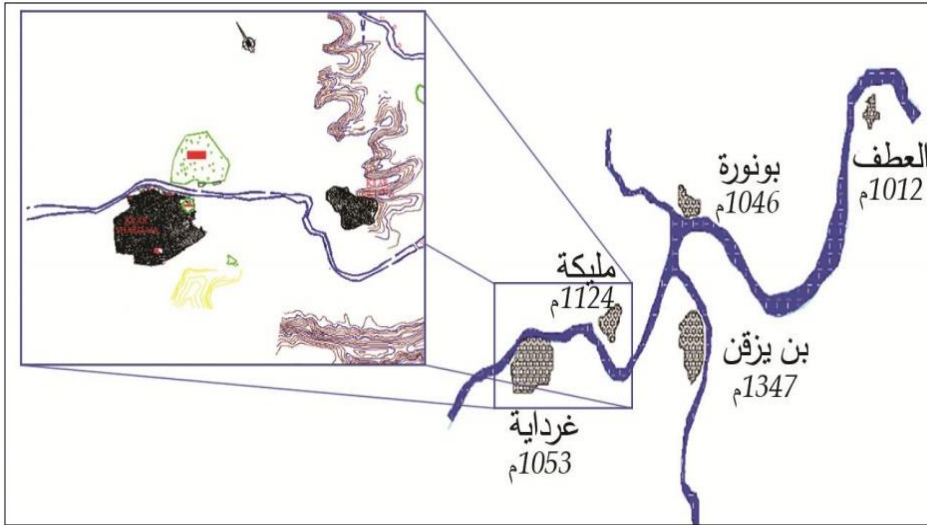 العطف
1012م
بونورة
1046م
مليكة
1124م
بن يزقن
1347م
غرداية
1053م